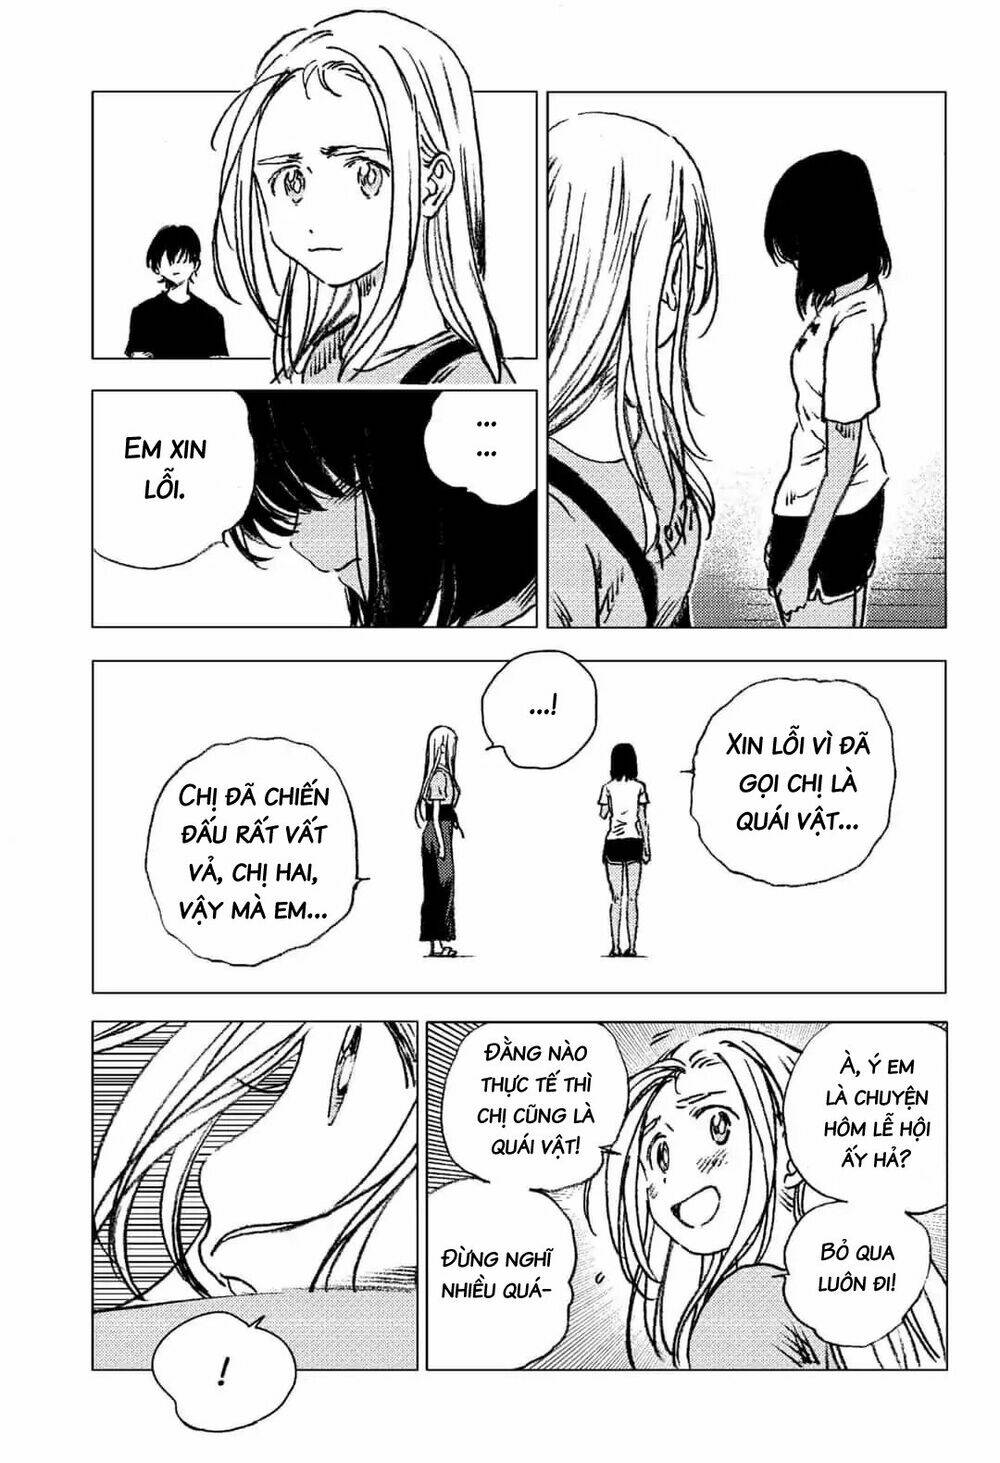 ...
...
EM XIN
LỖI.
XIN LỖI VÌ ĐÃ
GỌI CHỊ LÀ
QUÁI VẬT...
...!
CHỊ ĐÃ CHIẾN
ĐẤU RẤT VẤT
VẢ, CHỊ HAI,
VẬY MÀ EM...
À, Ý EM
LÀ CHUYỆN
HÔM LỄ HỘI
ẤY HẢ?
BỎ QUA
LUÔN ĐI!
ĐẰNG NÀO
THỰC TẾ THÌ
CHỊ CŨNG LÀ
QUÁI VẬT!
ĐỪNG NGHĨ
NHIỀU QUÁ-
!